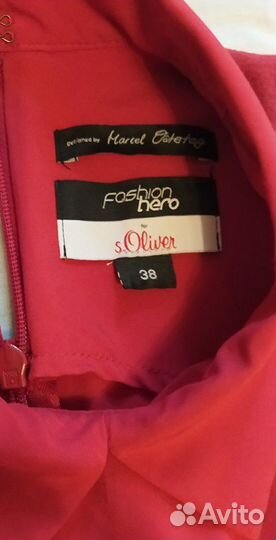 Designed by Marcel Ostertag
Fashion
hero
for
s.Oliver
38
Avito